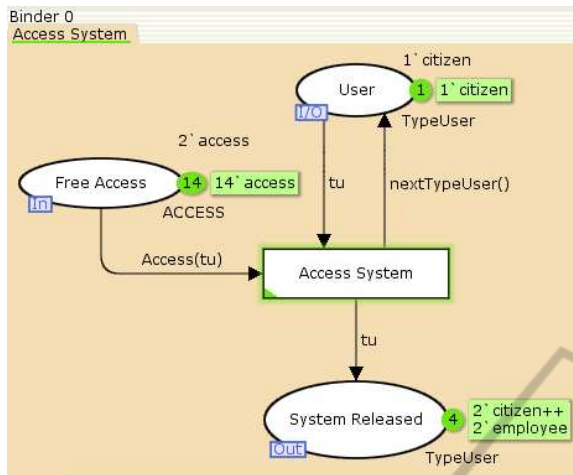 Binder 0
Access System
1`citizen
User
1
1`citizen
I/O
TypeUser
2`access
Free Access
14
14`access
In
ACCESS
tu
nextTypeUser()
Access(tu)
Access System
tu
System Released
4
2`citizen++
2`employee
Out
TypeUser